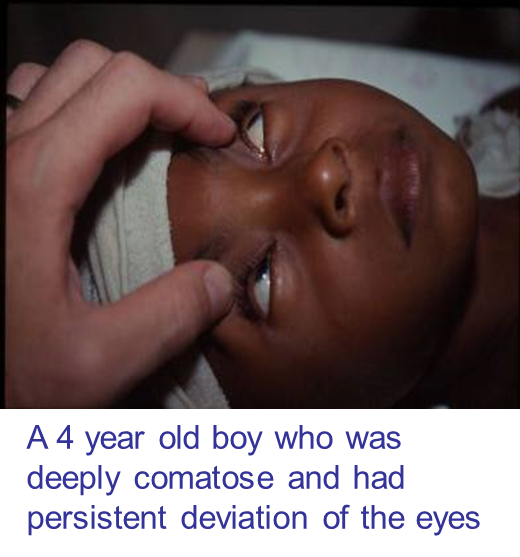 A 4 year old boy who was
deeply comatose and had
persistent deviation of the eyes